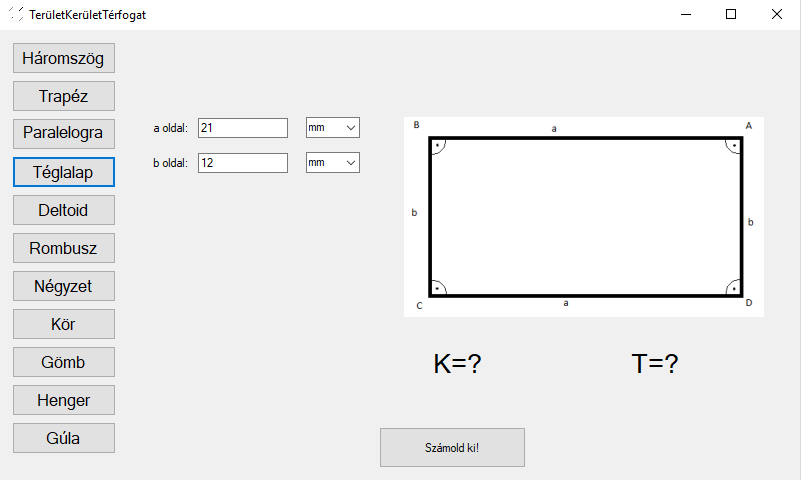 TerületKerületTérfogat
Háromszög
Trapéz
Paralelogra
Téglalap
Deltoid
Rombusz
Négyzet
Kör
Gömb
Henger
Gúla
a oldal: 21 mm
b oldal: 12 mm
B a A
b b
C a D
K=? T=?
Számold ki!